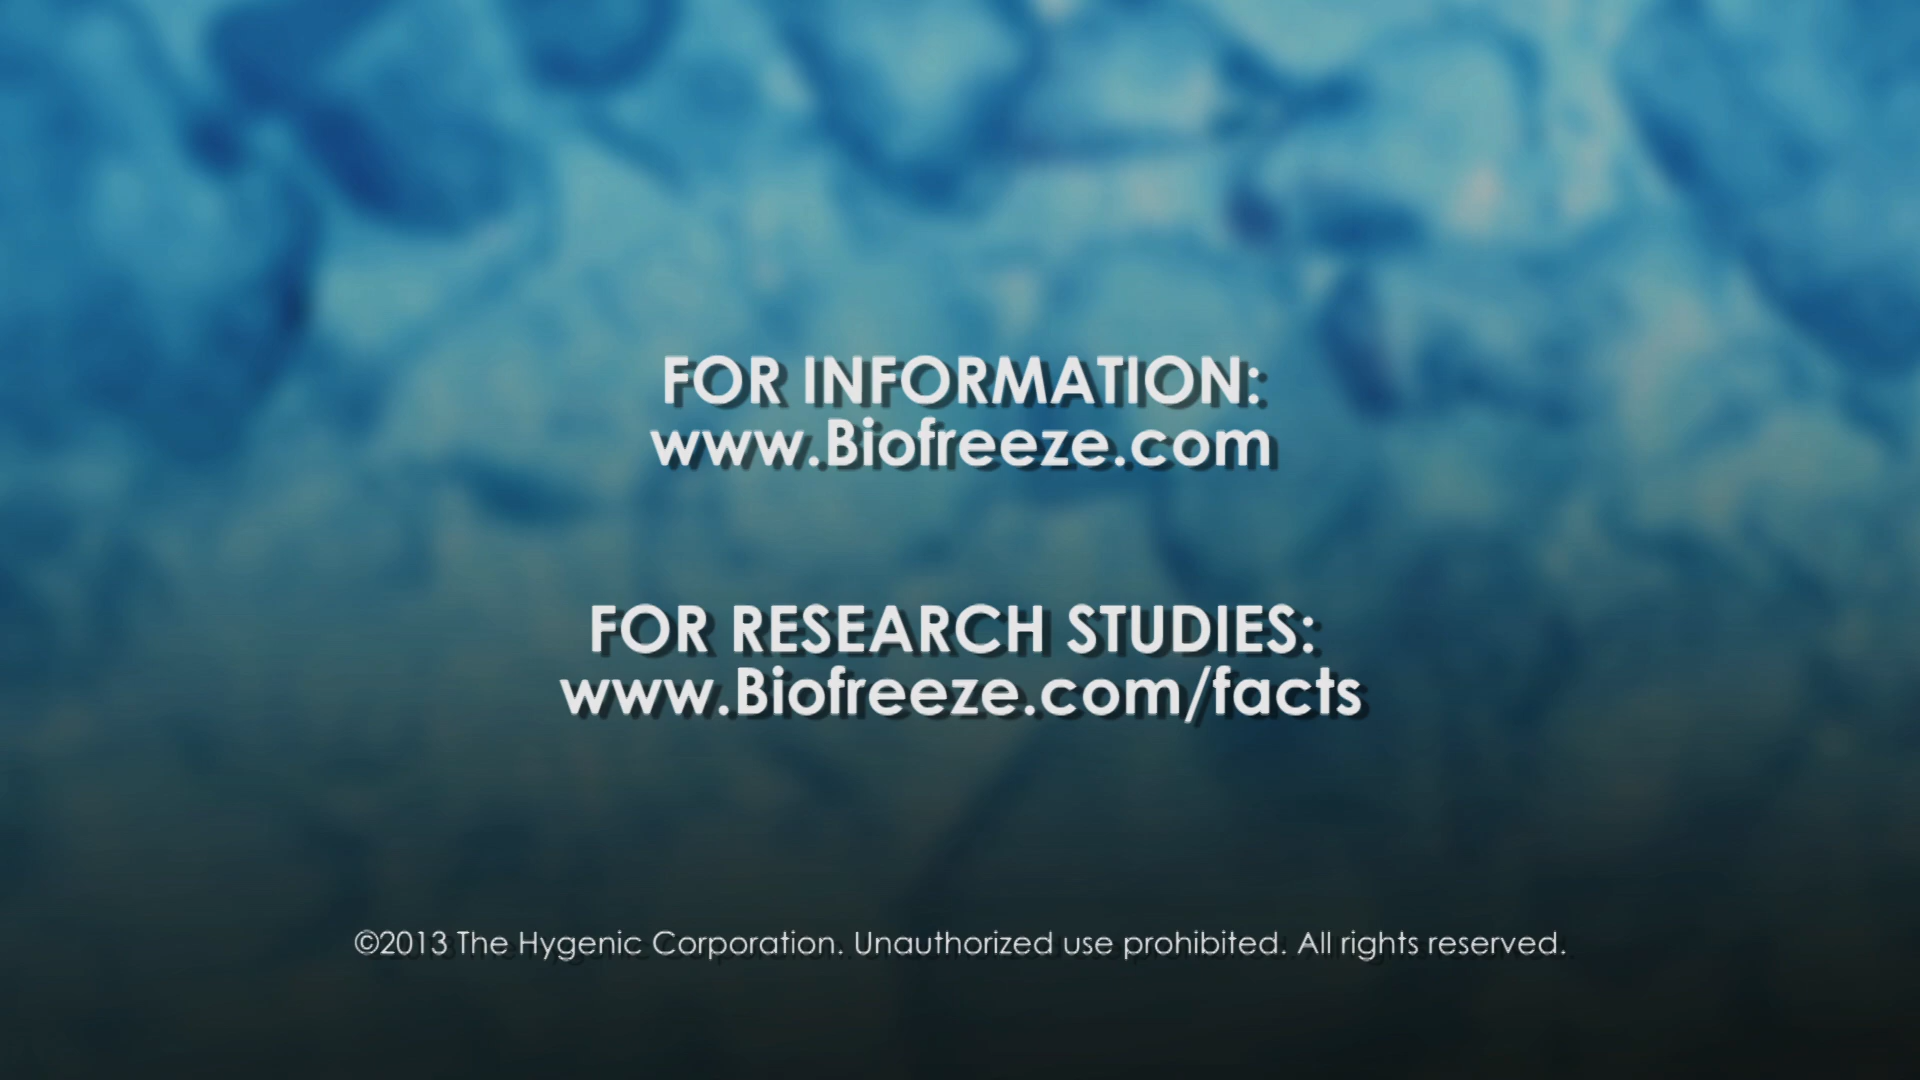 FOR INFORMATION:
www.Biofreeze.com
FOR RESEARCH STUDIES:
www.Biofreeze.com/facts
©2013 The Hygenic Corporation. Unauthorized use prohibited. All rights reserved.